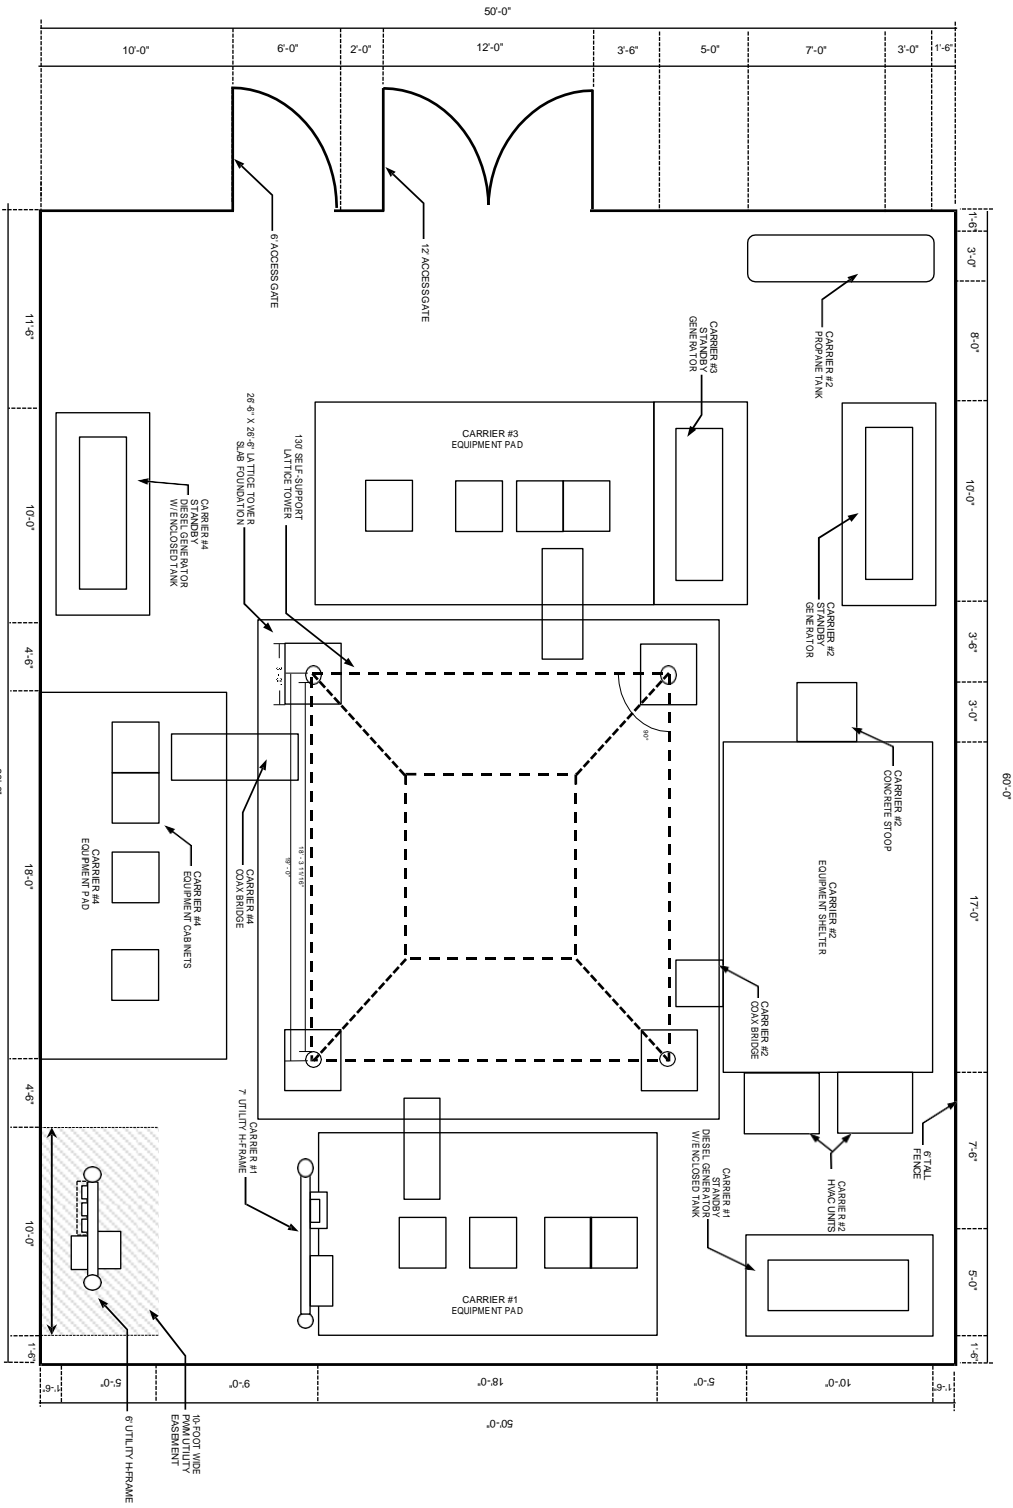 50'-0"
10'-0"
6'-0"
2'-0"
12'-0"
3'-6"
5-0"
7'-0"
3'-0"
1'-6"
6' ACCESS GATE
12' ACCESS GATE
1'-6"
3'-0"
8'-0"
10'-0"
3'-6"
3'-0"
17'-0"
7'-6"
5'-0"
1'-6"
60'-0"
11'-6"
10'-0"
4'-6"
18'-0"
4'-6"
10'-0"
1'-6"
CARRIER #2
PROPANE TANK
CARRIER #3
STANDBY
GENERATOR
CARRIER #3
EQUIPMENT PAD
26'-6" X 26'-6" LATTICE TOWER
SLAB FOUNDATION
130' SELF-SUPPORT
LATTICE TOWER
CARRIER #4
STANDBY
DIESEL GENERATOR
W/ ENCLOSED TANK
CARRIER #2
STANDBY
GENERATOR
90°
CARRIER #2
CONCRETE STOOP
CARRIER #2
EQUIPMENT SHELTER
18' - 3 11/16"
19' - 0"
CARRIER #4
COAX BRIDGE
CARRIER #4
EQUIPMENT CABINETS
CARRIER #4
EQUIPMENT PAD
CARRIER #2
COAX BRIDGE
CARRIER #1
7' UTILITY H-FRAME
CARRIER #1
STANDBY
DIESEL GENERATOR
W/ENCLOSED TANK
CARRIER #2
HVAC UNITS
6' TALL
FENCE
CARRIER #1
EQUIPMENT PAD
1'-6"
5'-0"
9'-0"
18'-0"
5'-0"
10'-0"
1'-6"
50'-0"
10-FOOT WIDE
PWM UTILITY
EASEMENT
6' UTILITY H-FRAME